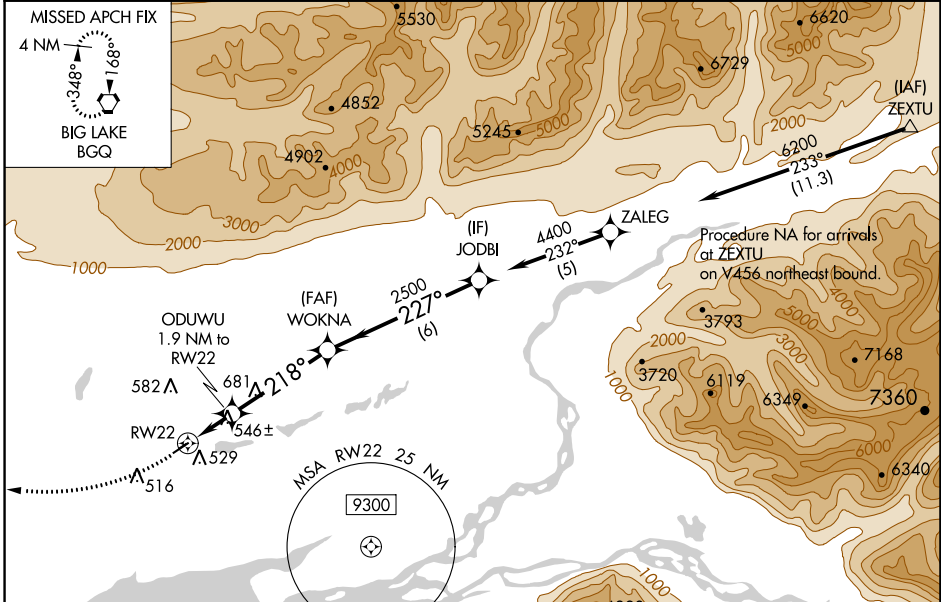 MISSED APCH FIX
4 NM
348°
168°
BIG LAKE
BGQ
5530
4852
4902
4000
3000
2000
1000
5245
5000
6729
6620
5000
2000
(IAF)
ZEXTU
6200
233°
(11.3)
ZALEG
4400
232°
(5)
(IF)
JODBI
2500
227°
(6)
(FAF)
WOKNA
218°
ODUWU
1.9 NM to
RW22
582
681
546±
RW22
529
516
Procedure NA for arrivals
at ZEXTU
on V456 northeast bound.
3793
4000
5000
3000
2000
3720
1000
6119
6349
7168
7360
6000
6340
MSA RW22 25 NM
9300
1000